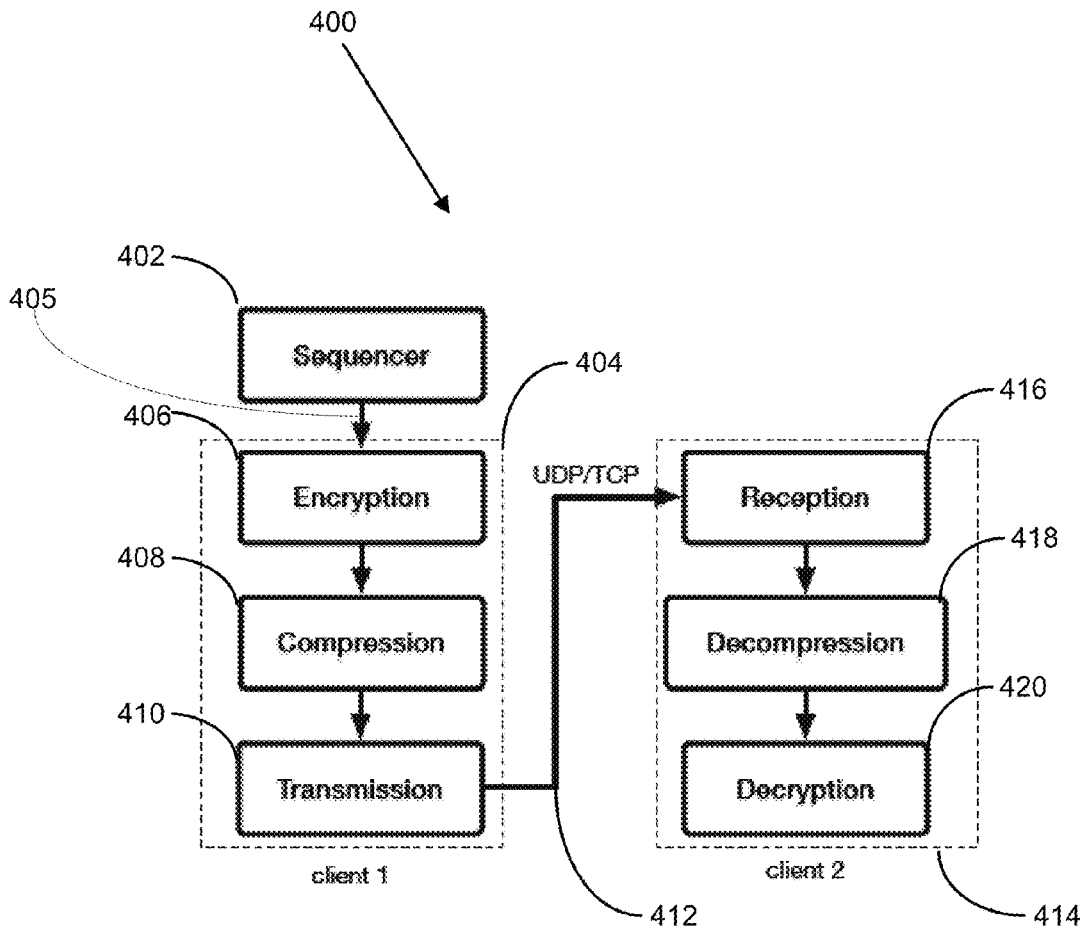 400
402
405
Sequencer
404
416
406
UDP/TCP
Encryption
Reception
408
418
Compression
Decompression
410
420
Transmission
Decryption
client 1
client 2
412
414